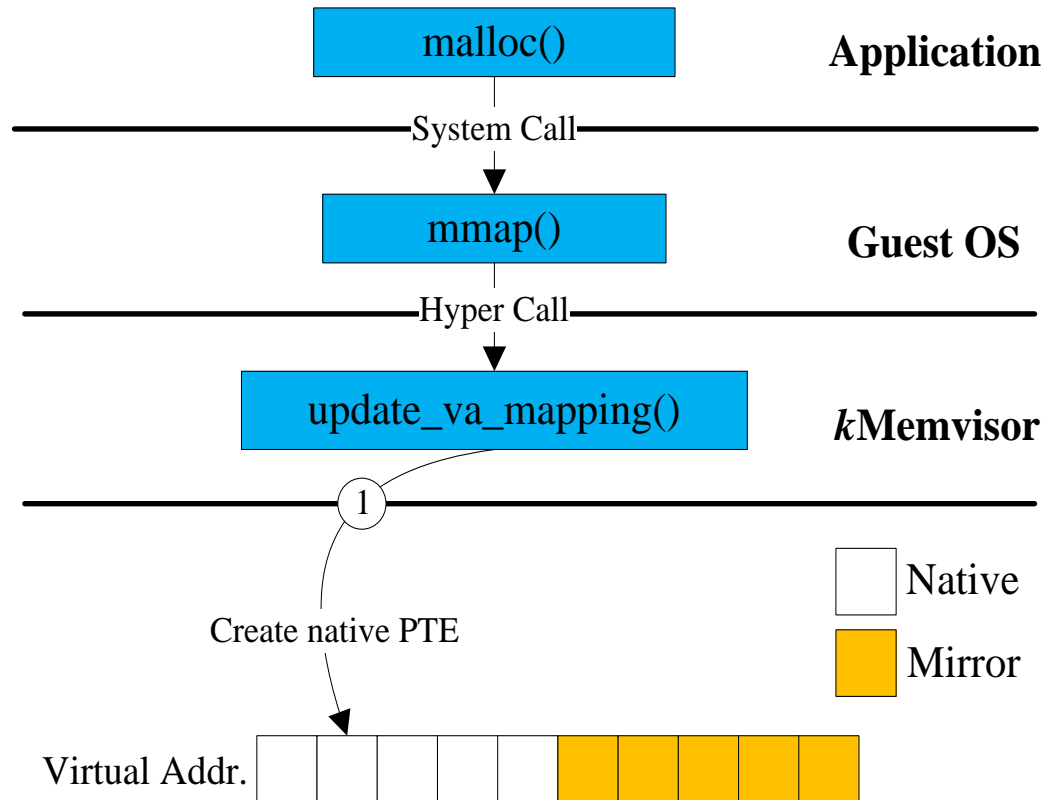 malloc()
Application
System Call
mmap()
Guest OS
Hyper Call
update_va_mapping()
kMemvisor
1
Native
Create native PTE
Mirror
Virtual Addr.